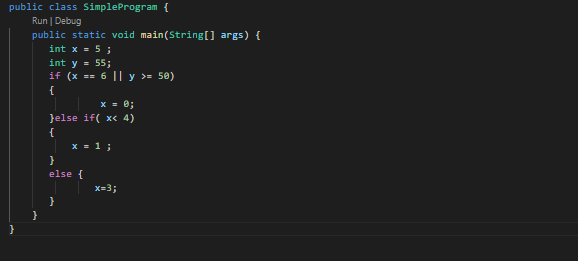 public class SimpleProgram {
Run | Debug
public static void main(String[] args) {
int x = 5 ;
int y = 55;
if (x == 6 || y >= 50)
{
x = 0;
}else if( x< 4)
{
x = 1 ;
}
else {
x=3;
}
}
}